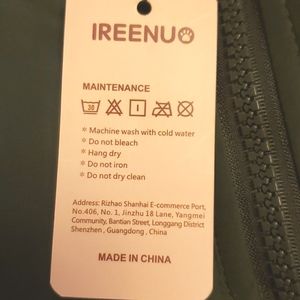 IREENUO
MAINTENANCE
30
* Machine wash with cold water
* Do not bleach
* Hang dry
* Do not iron
* Do not dry clean
Address: Rizhao Shanhai E-commerce Port,
No.406, No.1, Jinzhu 18 Lane, Yangmei
Community, Bantian Street, Longgang District
Shenzhen , Guangdong , China
MADE IN CHINA